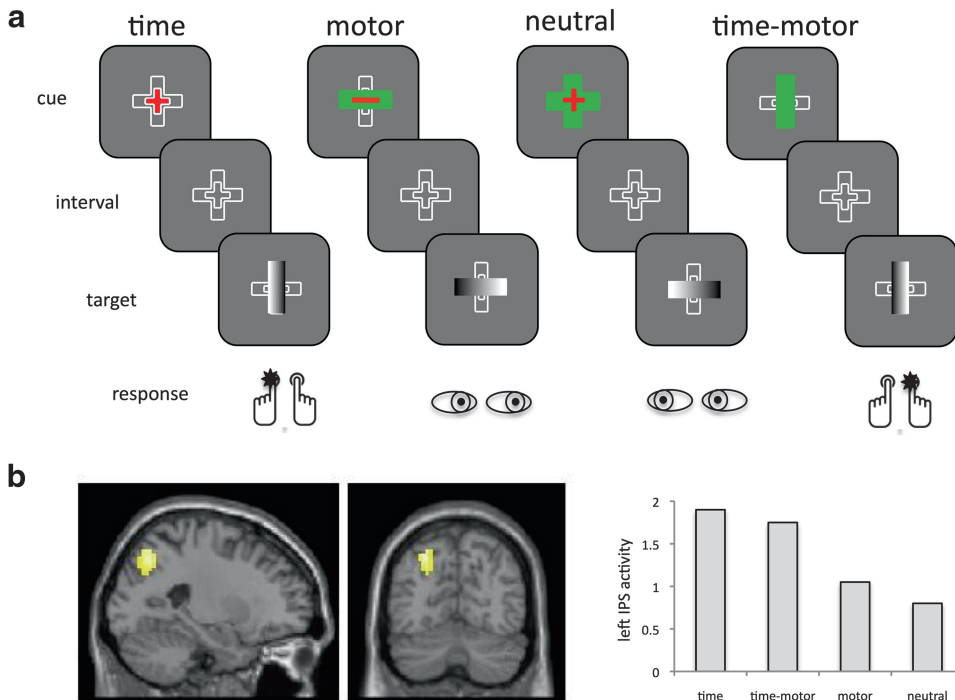 a
time motor neutral time-motor
cue
interval
target
response
b
left IPS activity
2
1.5
1
0.5
0
time time-motor motor neutral